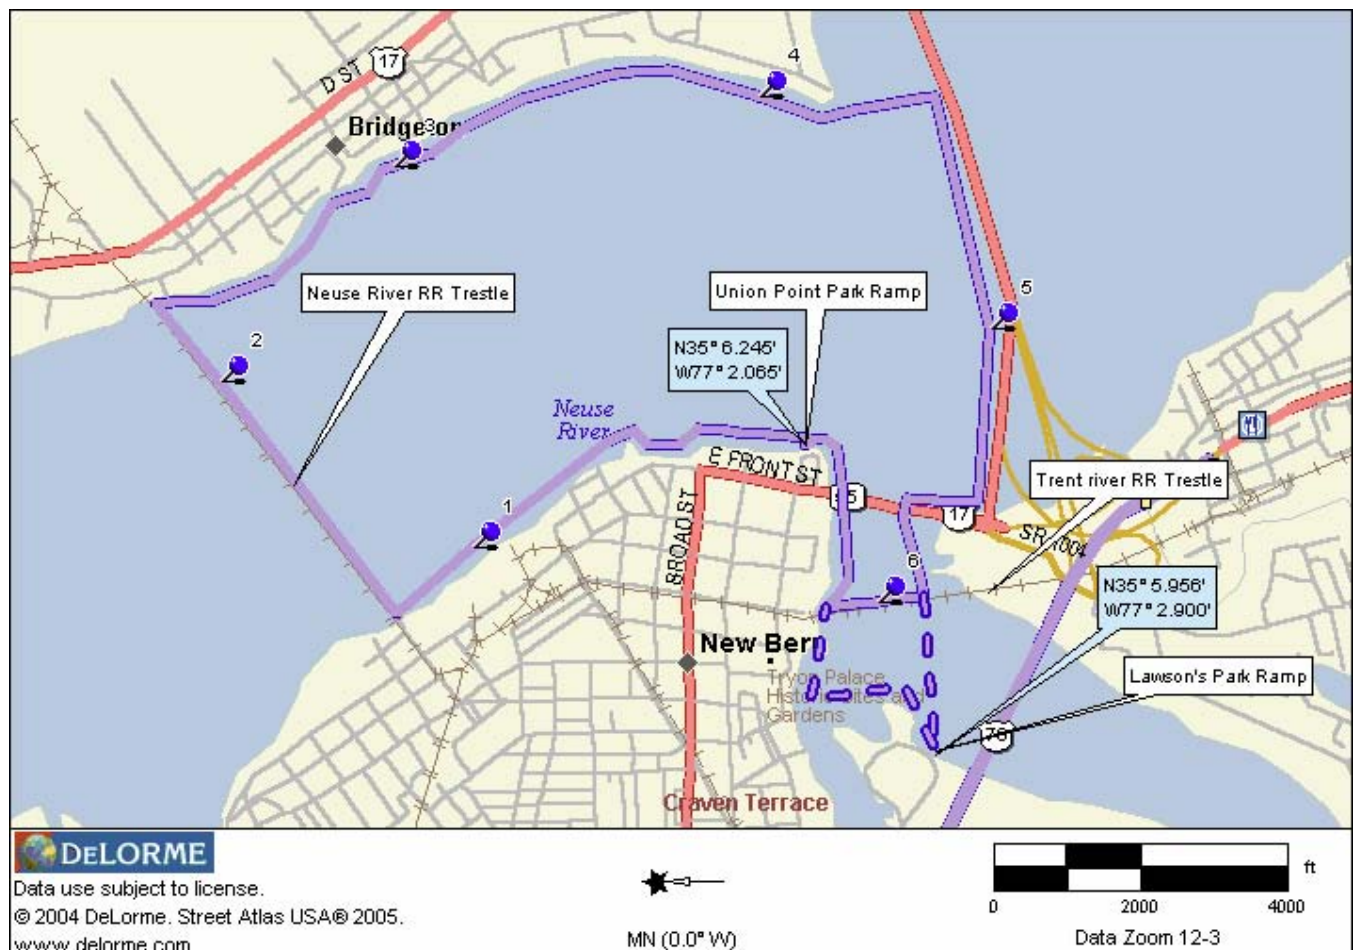 4
17
D ST
Bridgeton
3
Neuse River RR Trestle
Union Point Park Ramp
5
N35° 6.245'
W77° 2.065'
2
Neuse
River
E FRONT ST
55
17
Trent river RR Trestle
SR 1004
1
BROAD ST
6
N35° 5.956'
W77° 2.900'
New Bern
Tryon Palace
Historic Sites and
Gardens
Lawson's Park Ramp
70
Craven Terrace
DELORME
Data use subject to license.
© 2004 DeLorme. Street Atlas USA® 2005.
www.delorme.com
MN (0.0° W)
ft
0 2000 4000
Data Zoom 12-3